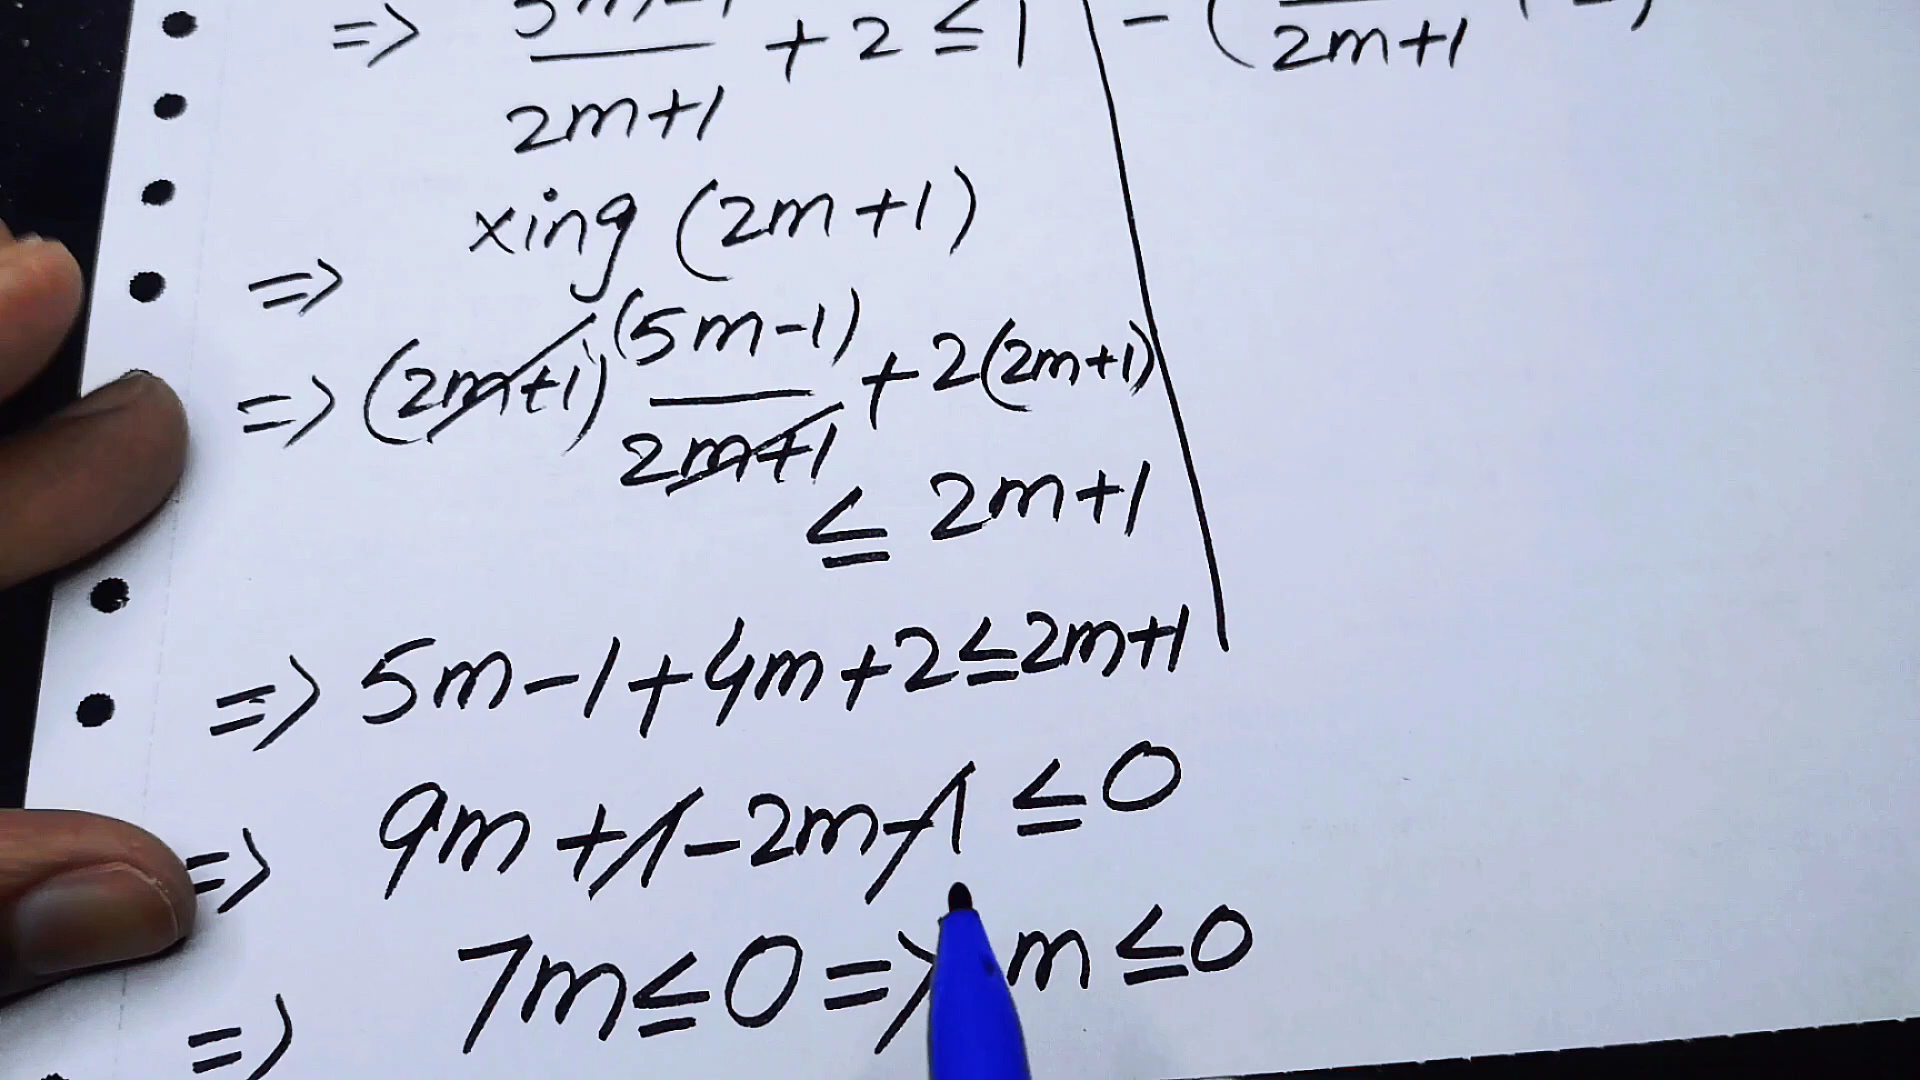 => 5m-1/2m+1 + 2 ≤ 1
- ( /2m+1
xing (2m+1)
=>
=> (2m+1) (5m-1)/2m+1 + 2(2m+1)
≤ 2m+1
=> 5m-1+4m+2≤2m+1
=> 9m+1-2m-1 ≤0
=> 7m≤0 => m≤0